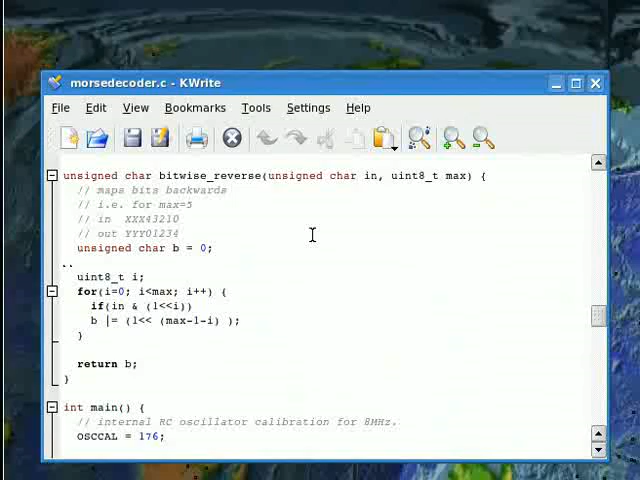 morsedecoder.c - KWrite
File Edit View Bookmarks Tools Settings Help
unsigned char bitwise_reverse(unsigned char in, uint8_t max) {
// maps bits backwards
// i.e. for max=5
// in  XXX43210
// out YYY01234
unsigned char b = 0;
..
uint8_t i;
for(i=0; i<max; i++) {
if(in & (1<<i))
b |= (1<< (max-1-i) );
}
return b;
}
int main() {
// internal RC oscillator calibration for 8MHz.
OSCCAL = 176;